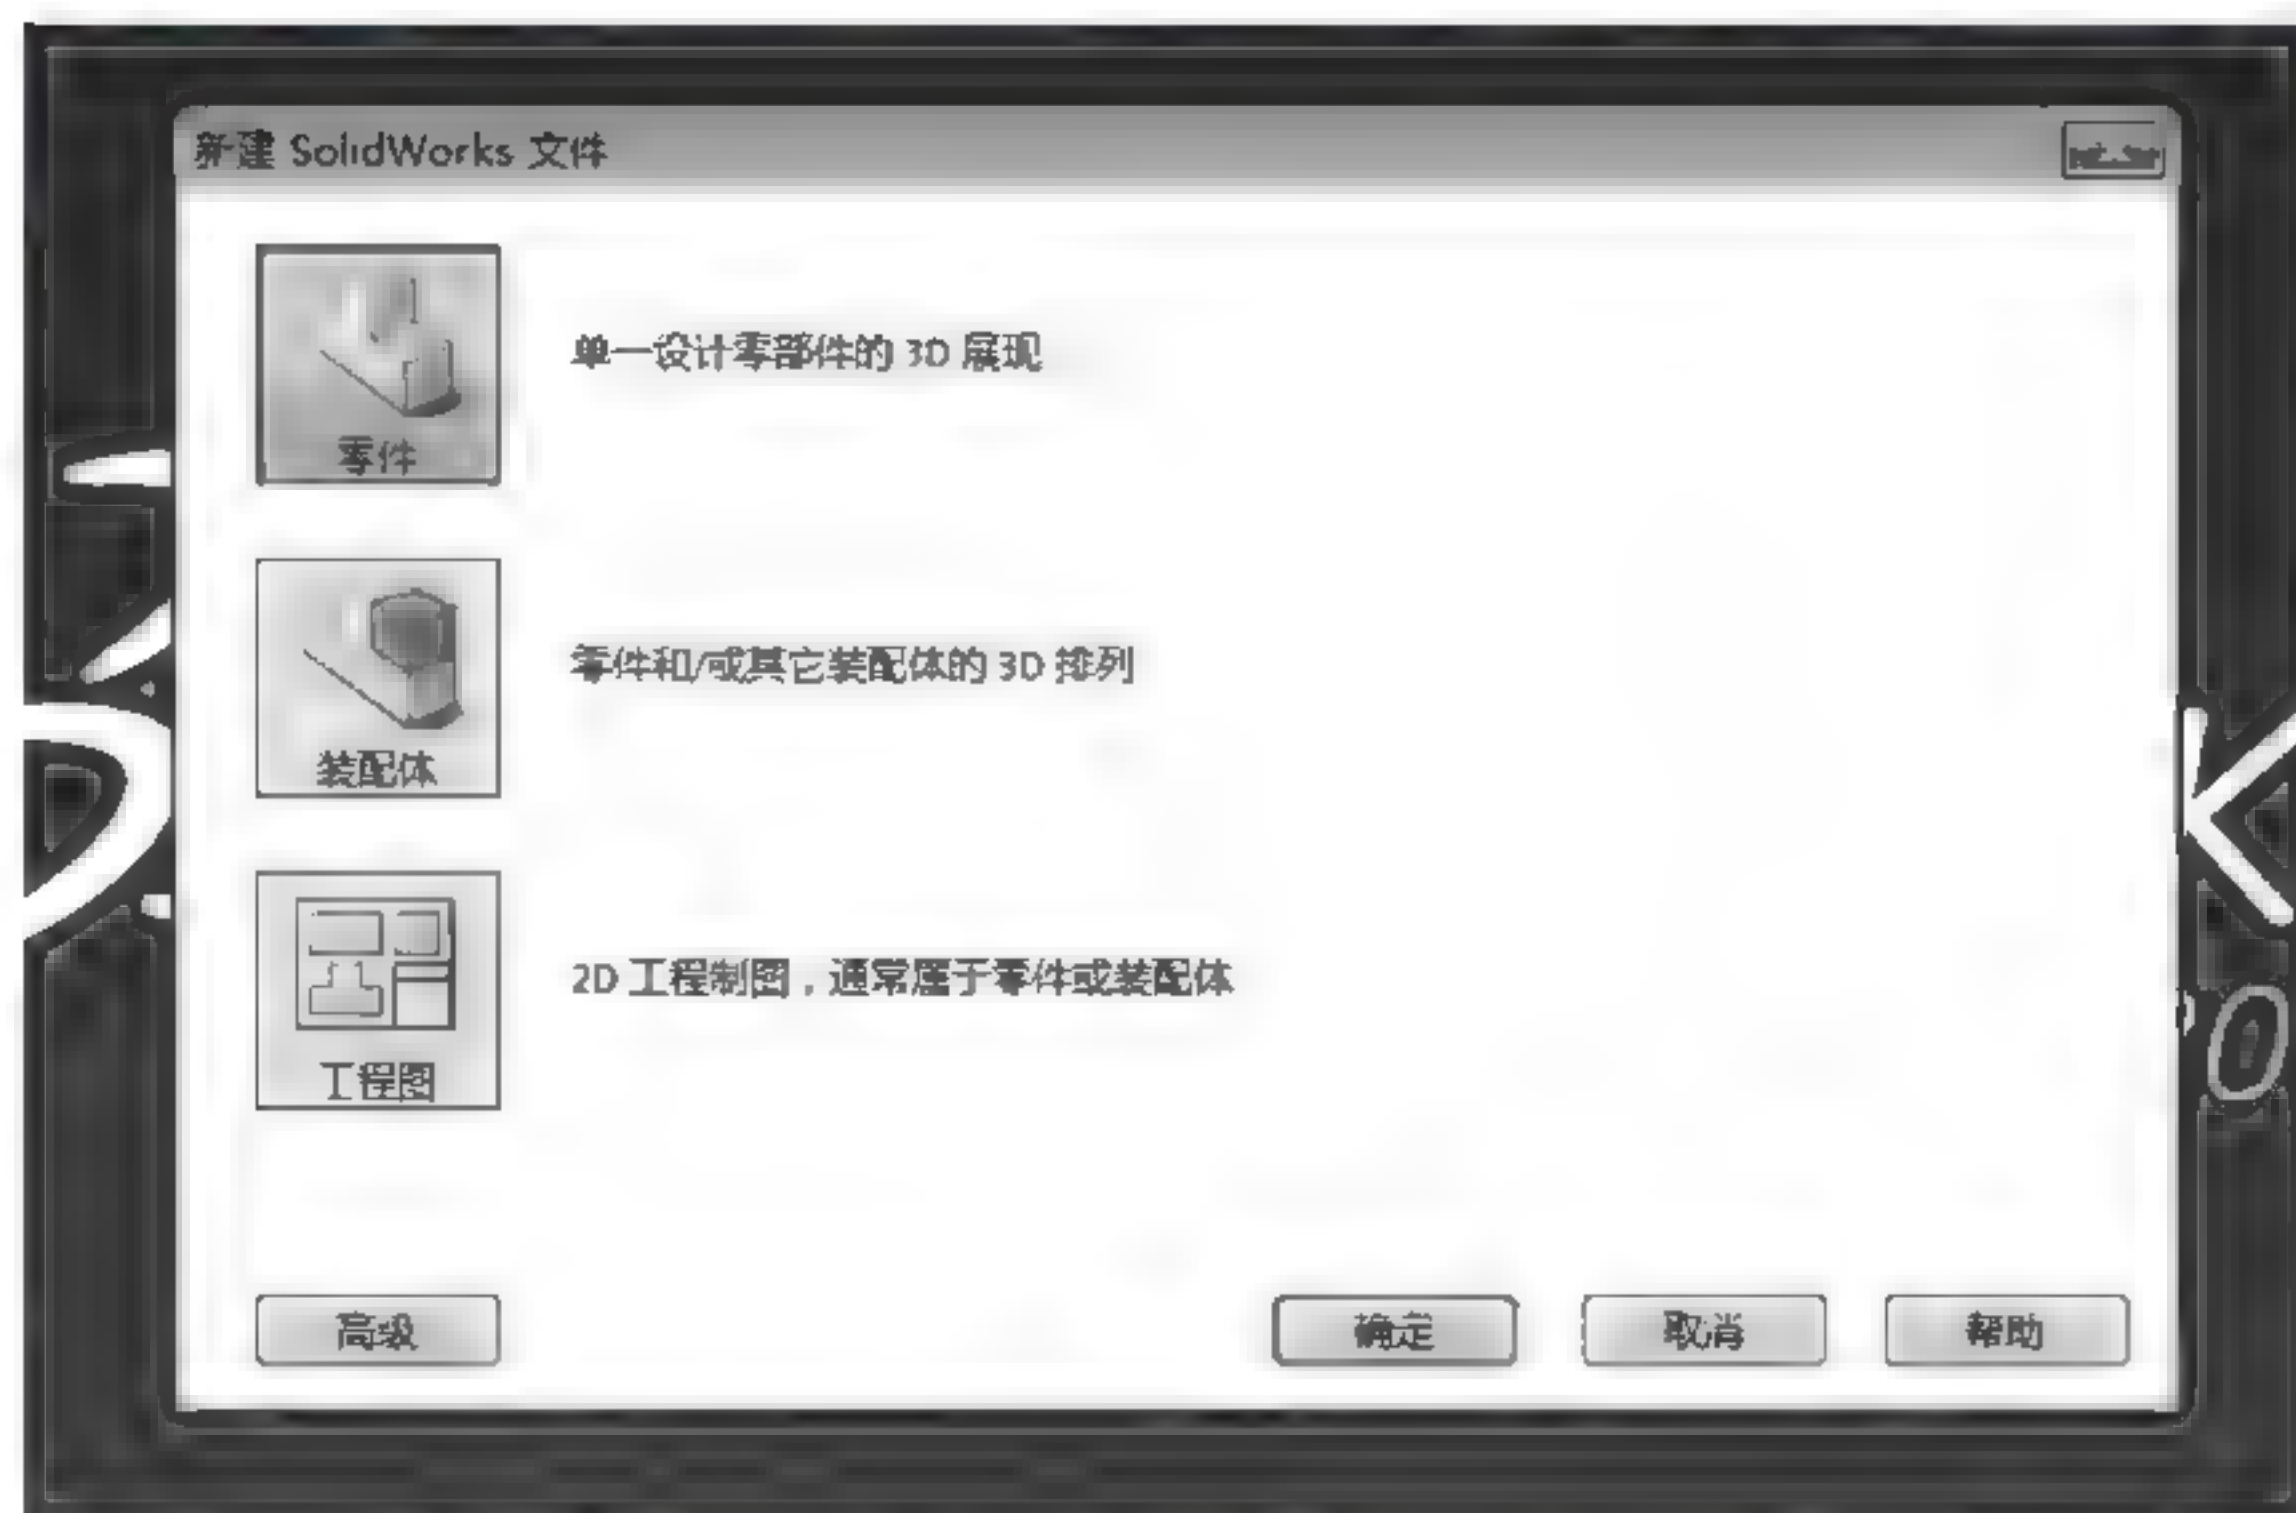 新建 SolidWorks 文件
单一设计零部件的 3D 展现
零件
零件和/或其它装配体的 3D 排列
装配体
2D 工程制图，通常属于零件或装配体
工程图
高级
确定
取消
帮助